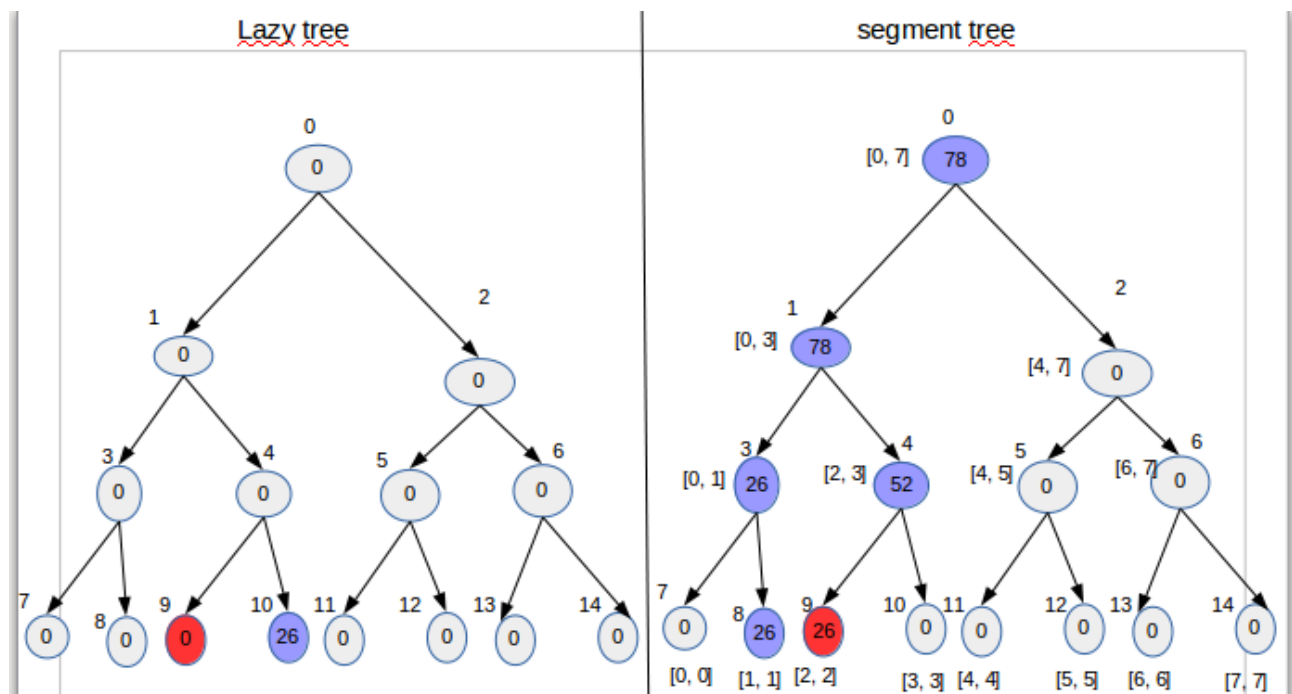 Lazy tree segment tree
0 0
0 [0, 7] 78
2 2
1 1
0 [0, 3] 78
0 [4, 7] 0
3 4 5 6 3 4 5 6
0 0 0 0 [0, 1] 26 [2, 3] 52 [4, 5] 0 [6, 7] 0
7 8 9 10 11 12 13 14 7 8 9 10 11 12 13 14
0 0 0 26 0 0 0 0 0 26 26 0 0 0 0 0
[0, 0] [1, 1] [2, 2] [3, 3] [4, 4] [5, 5] [6, 6] [7, 7]